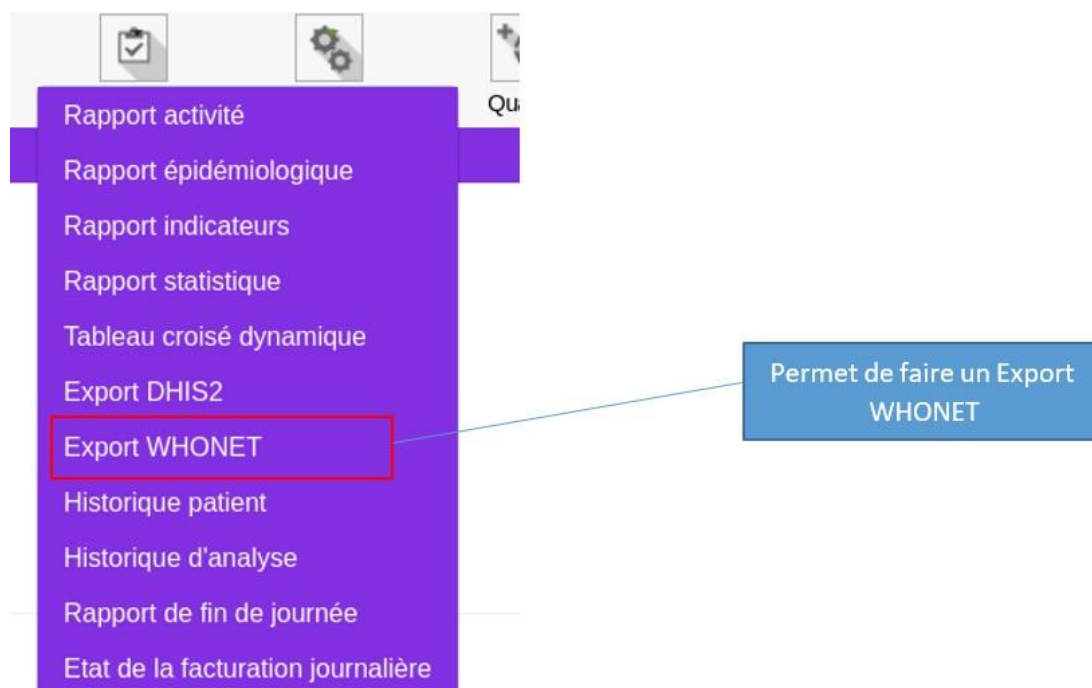 Rapport activité
Rapport épidémiologique
Rapport indicateurs
Rapport statistique
Tableau croisé dynamique
Export DHIS2
Export WHONET
Historique patient
Historique d'analyse
Rapport de fin de journée
Etat de la facturation journalière
Permet de faire un Export
WHONET